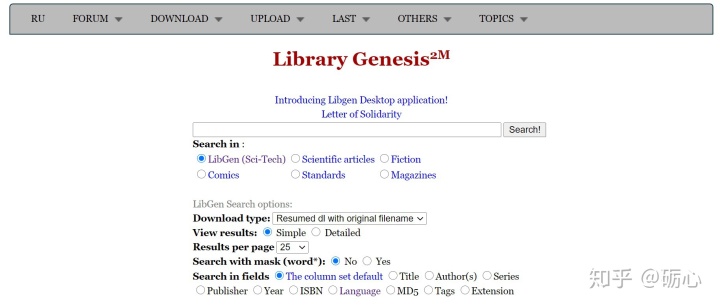 RU FORUM DOWNLOAD UPLOAD LAST OTHERS TOPICS
Library Genesis2M
Introducing Libgen Desktop application!
Letter of Solidarity
Search!
Search in :
LibGen (Sci-Tech) Scientific articles Fiction
Comics Standards Magazines
LibGen Search options:
Download type: Resumed dl with original filename
View results: Simple Detailed
Results per page 25
Search with mask (word*): No Yes
Search in fields The column set default Title Author(s) Series
Publisher Year ISBN Language MD5 Tags Extension
知乎 @砺心